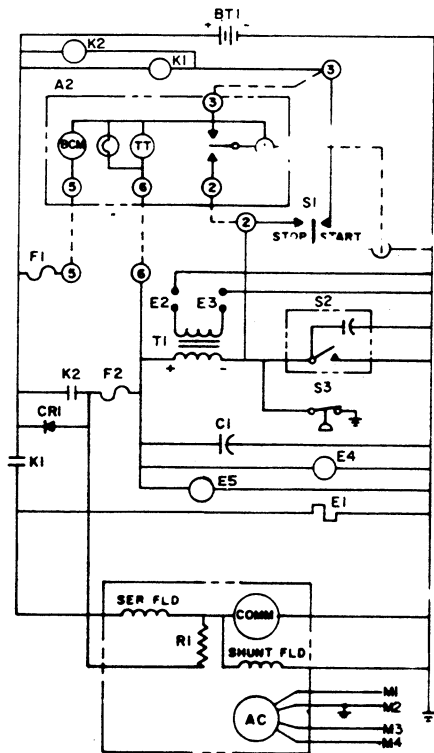 BT1
+ -
K2
K1
3
A2
3
BCM
TT
5
6
2
S1
2
STOP START
F1
5
6
E2
E3
S2
T1
+ -
S3
K2
F2
CR1
C1
K1
E4
E5
E1
SER FLD
COMM
R1
SHUNT FLD
AC
M1
M2
M3
M4